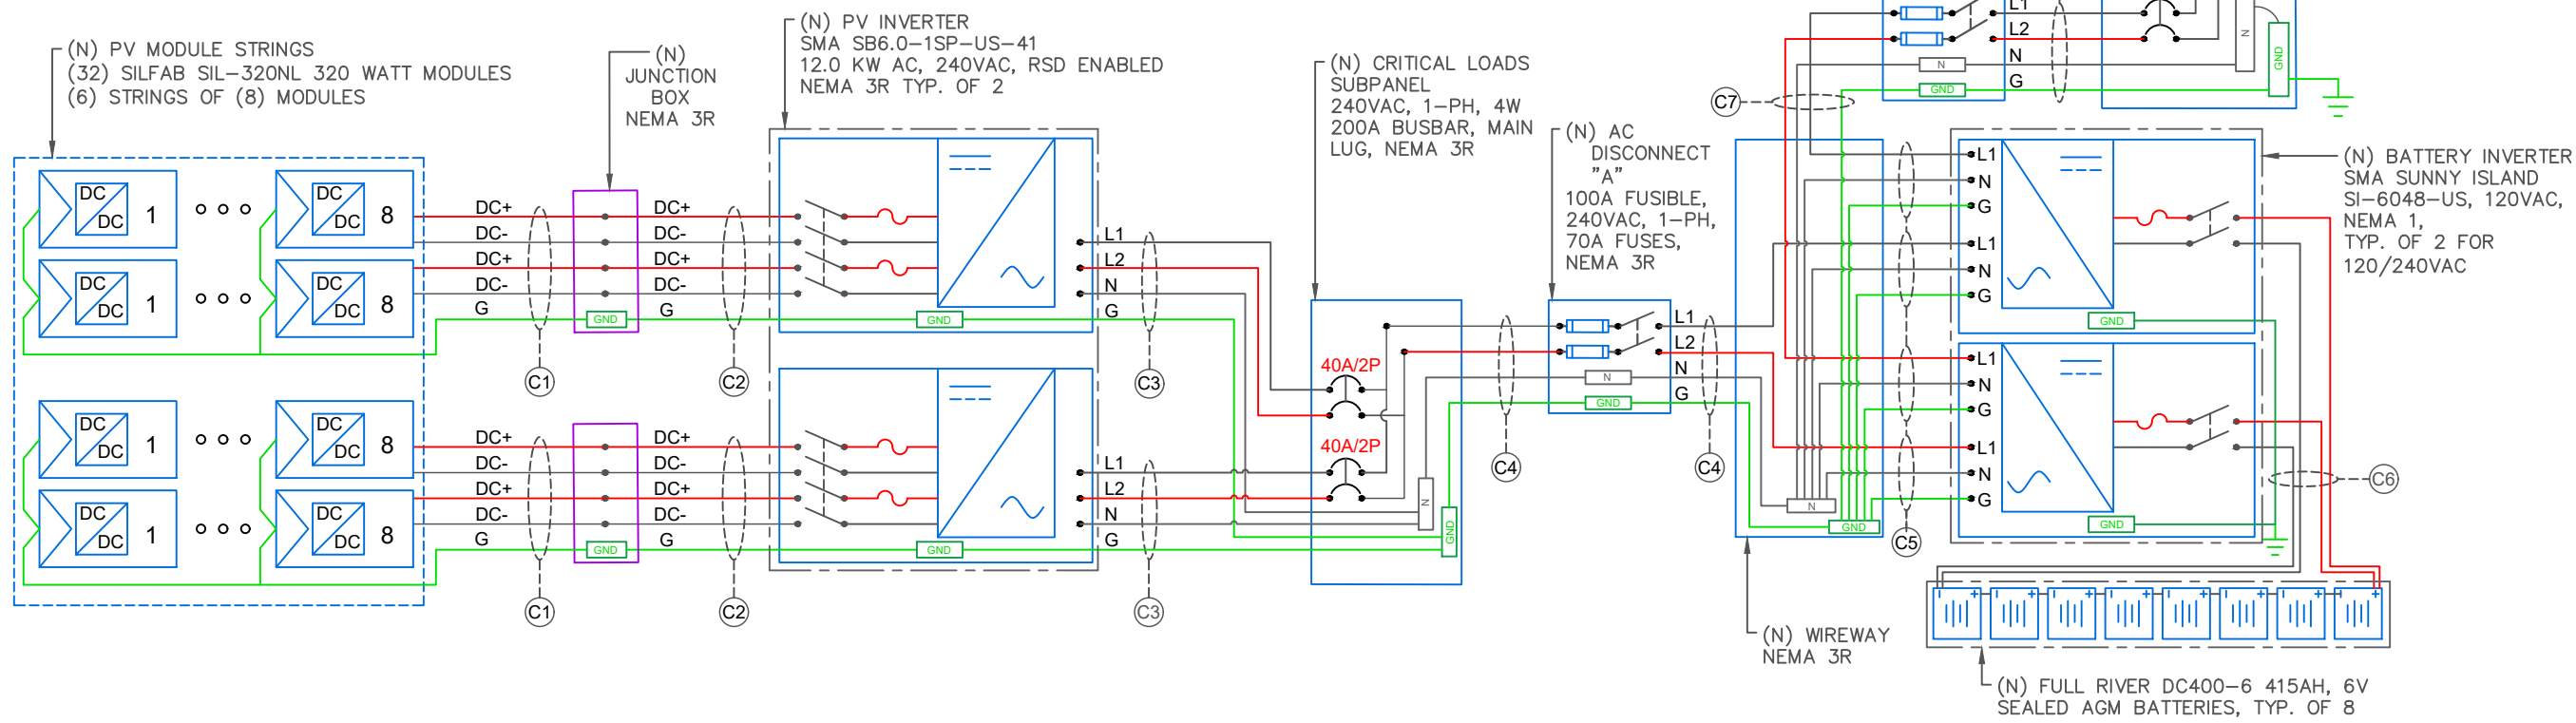 (N) PV MODULE STRINGS
(32) SILFAB SIL-320NL 320 WATT MODULES
(6) STRINGS OF (8) MODULES
(N)
JUNCTION
BOX
NEMA 3R
(N) PV INVERTER
SMA SB6.0-1SP-US-41
12.0 KW AC, 240VAC, RSD ENABLED
NEMA 3R TYP. OF 2
(N) CRITICAL LOADS
SUBPANEL
240VAC, 1-PH, 4W
200A BUSBAR, MAIN
LUG, NEMA 3R
(N) AC
DISCONNECT
"A"
100A FUSIBLE,
240VAC, 1-PH,
70A FUSES,
NEMA 3R
L1
L2
N
G
N
GND
N
GND
C7
(N) BATTERY INVERTER
SMA SUNNY ISLAND
SI-6048-US, 120VAC,
NEMA 1,
TYP. OF 2 FOR
120/240VAC
DC
DC
1
DC
DC
8
DC
DC
1
DC
DC
8
DC+
DC-
DC+
DC-
G
GND
DC+
DC-
DC+
DC-
G
GND
C1
C2
L1
L2
N
G
C3
DC
DC
1
DC
DC
8
DC
DC
1
DC
DC
8
DC+
DC-
DC+
DC-
G
GND
DC+
DC-
DC+
DC-
G
GND
C1
C2
L1
L2
N
G
C3
40A/2P
40A/2P
N
GND
C4
N
GND
L1
L2
N
G
C4
N
GND
L1
N
G
L1
N
G
GND
L1
N
G
L1
N
G
GND
C5
C6
- +
- +
- +
- +
- +
- +
- +
- +
(N) WIREWAY
NEMA 3R
(N) FULL RIVER DC400-6 415AH, 6V
SEALED AGM BATTERIES, TYP. OF 8